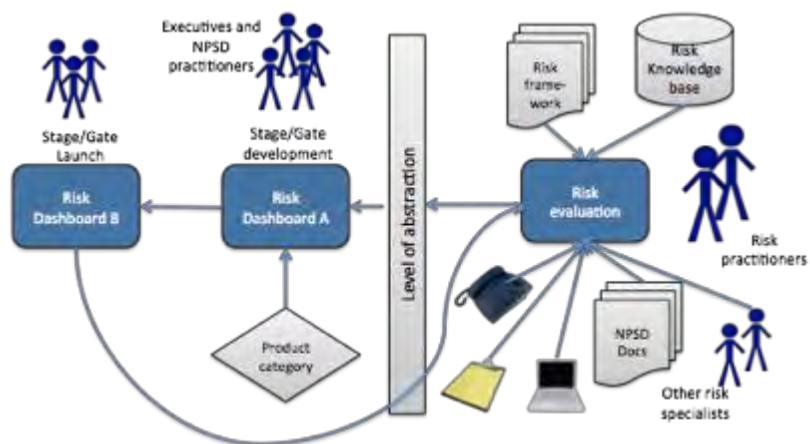 Executives and
NPSD
practitioners
Stage/Gate
Launch
Stage/Gate
development
Risk
Dashboard B
Risk
Dashboard A
Product
category
Level of abstraction
Risk
frame-
work
Risk
Knowledge
base
Risk
evaluation
Risk
practitioners
NPSD
Docs
Other risk
specialists